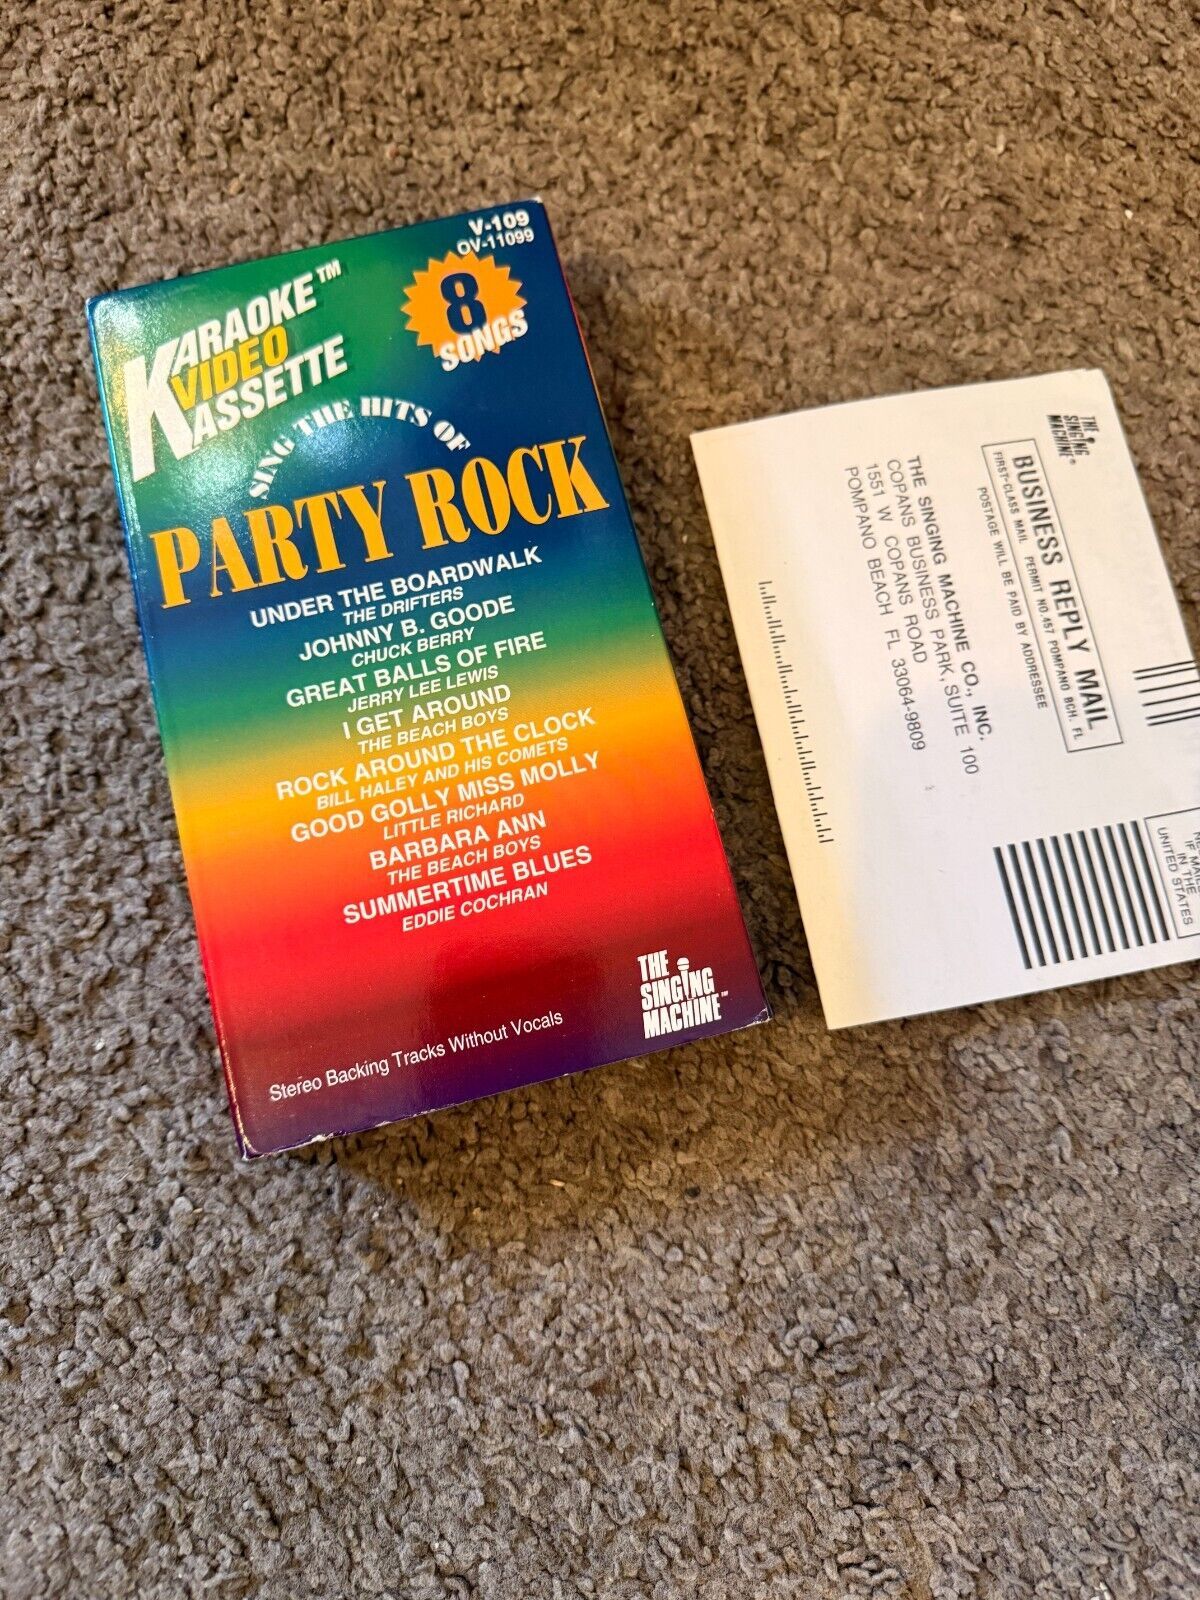 V-109
OV-11099
KARAOKE™
VIDEO
KASSETTE
8
SONGS
SING THE HITS OF
PARTY ROCK
UNDER THE BOARDWALK
THE DRIFTERS
JOHNNY B. GOODE
CHUCK BERRY
GREAT BALLS OF FIRE
JERRY LEE LEWIS
I GET AROUND
THE BEACH BOYS
ROCK AROUND THE CLOCK
BILL HALEY AND HIS COMETS
GOOD GOLLY MISS MOLLY
LITTLE RICHARD
BARBARA ANN
THE BEACH BOYS
SUMMERTIME BLUES
EDDIE COCHRAN
Stereo Backing Tracks Without Vocals
THE
SINGING
MACHINE™
THE
SINGING
MACHINE®
BUSINESS REPLY MAIL
FIRST-CLASS MAIL PERMIT NO.457 POMPANO BCH. FL
POSTAGE WILL BE PAID BY ADDRESSEE
THE SINGING MACHINE CO., INC.
COPANS BUSINESS PARK, SUITE 100
1551 W COPANS ROAD
POMPANO BEACH FL 33064-9809
IF MAIL
IN THE
UNITED STATES